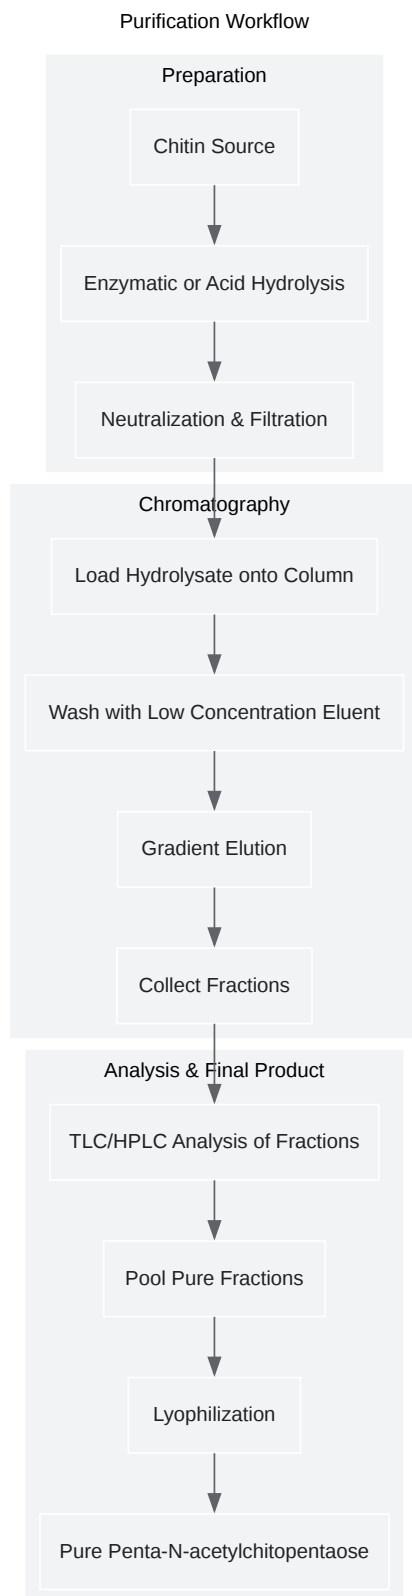 Purification Workflow
Preparation
Chitin Source
Enzymatic or Acid Hydrolysis
Neutralization & Filtration
Chromatography
Load Hydrolysate onto Column
Wash with Low Concentration Eluent
Gradient Elution
Collect Fractions
Analysis & Final Product
TLC/HPLC Analysis of Fractions
Pool Pure Fractions
Lyophilization
Pure Penta-N-acetylchitopentaose